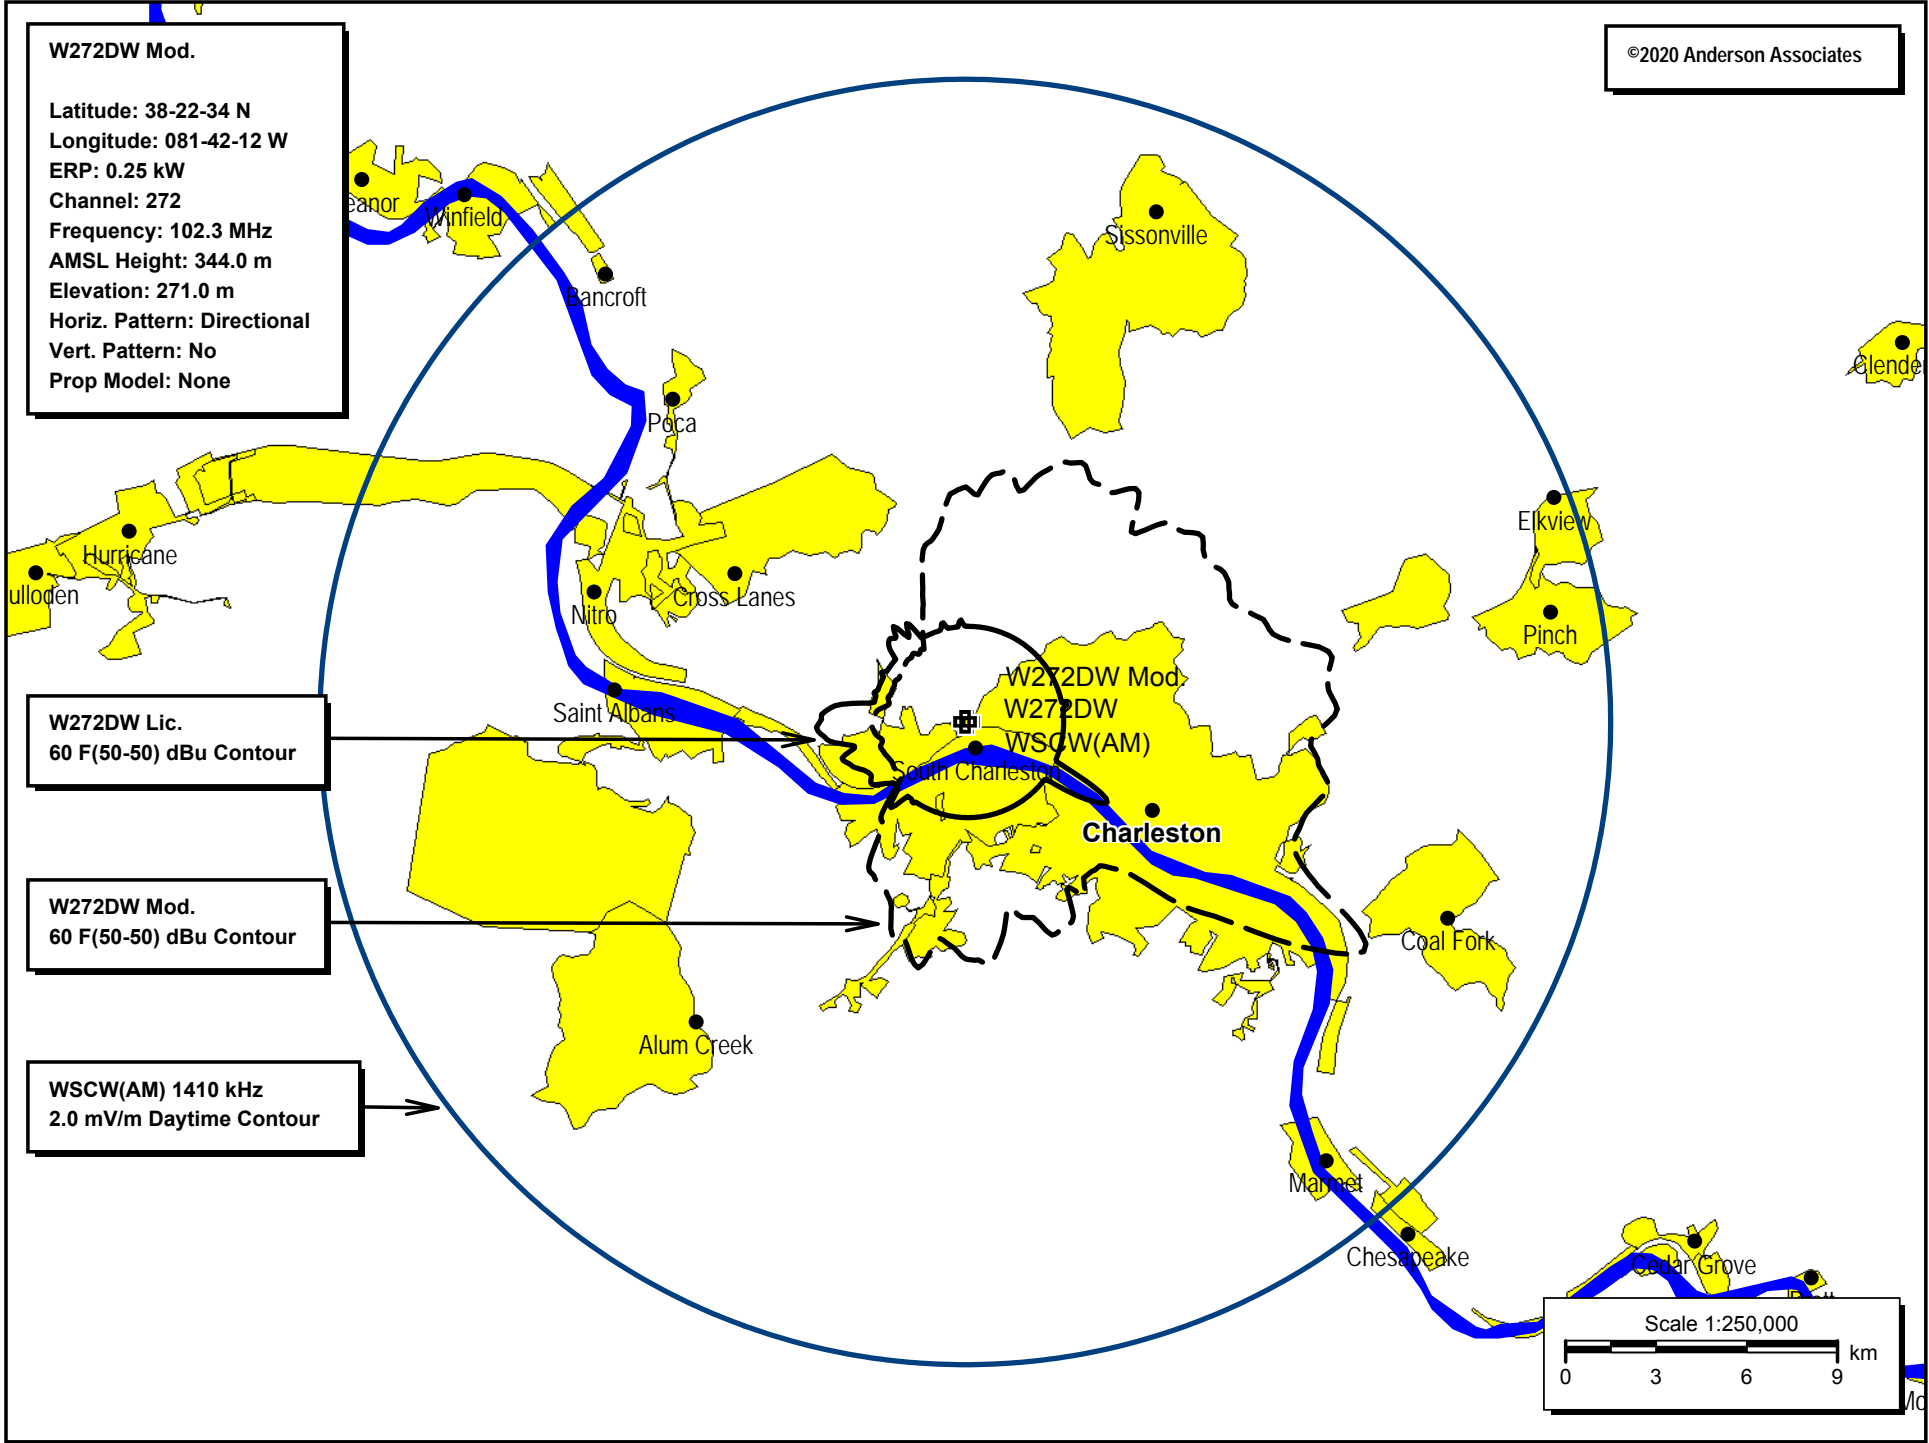 W272DW Mod.
Latitude: 38-22-34 N
Longitude: 081-42-12 W
ERP: 0.25 kW
Channel: 272
Frequency: 102.3 MHz
AMSL Height: 344.0 m
Elevation: 271.0 m
Horiz. Pattern: Directional
Vert. Pattern: No
Prop Model: None
©2020 Anderson Associates
eanor
Winfield
Sissonville
Bancroft
Clende
Poca
Elkview
Hurricane
ulloden
Nitro
Cross Lanes
Pinch
W272DW Mod.
W272DW
WSCW(AM)
Saint Albans
South Charleston
W272DW Lic.
60 F(50-50) dBu Contour
Charleston
W272DW Mod.
60 F(50-50) dBu Contour
Coal Fork
Alum Creek
WSCW(AM) 1410 kHz
2.0 mV/m Daytime Contour
Marmet
Chesapeake
Cedar Grove
Scale 1:250,000
km
0 3 6 9